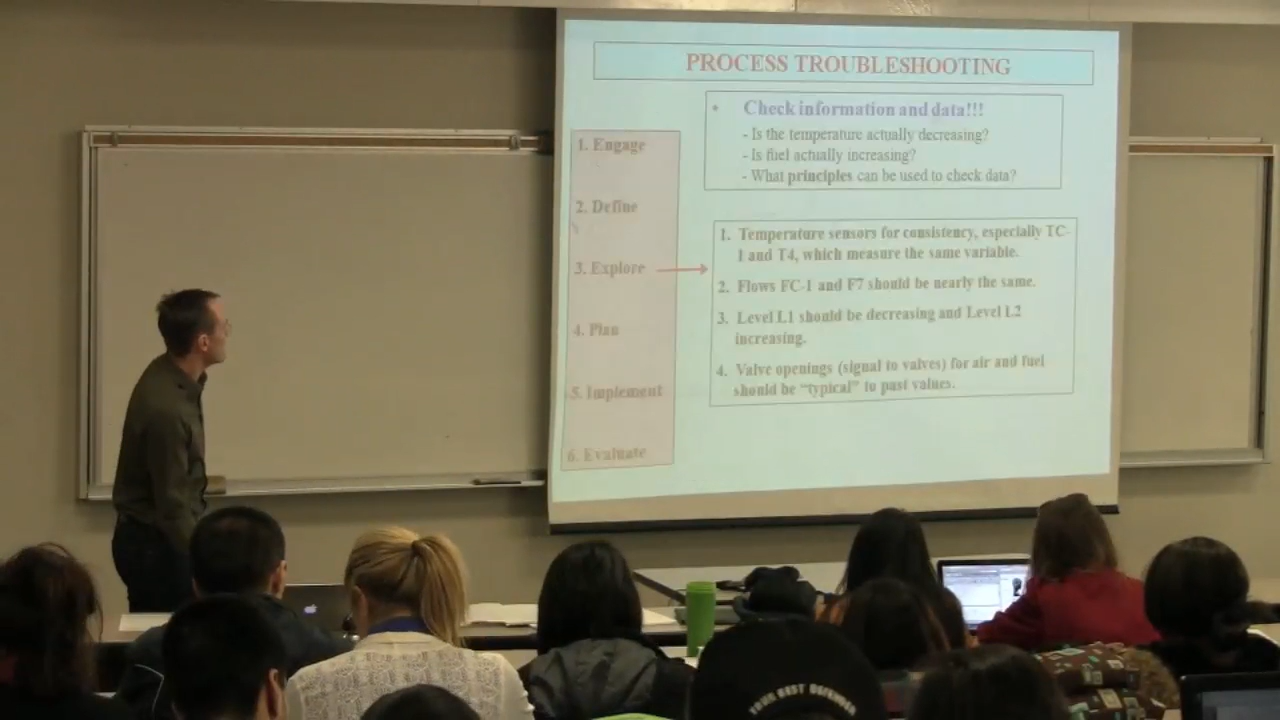 PROCESS TROUBLESHOOTING
• Check information and data!!!
- Is the temperature actually decreasing?
- Is fuel actually increasing?
- What principles can be used to check data?
1. Engage
2. Define
3. Explore
4. Plan
5. Implement
6. Evaluate
1. Temperature sensors for consistency, especially TC-
1 and T4, which measure the same variable.
2. Flows FC-1 and F7 should be nearly the same.
3. Level L1 should be decreasing and Level L2
increasing.
4. Valve openings (signal to valves) for air and fuel
should be “typical” to past values.
YOUR BEST DEFENSE